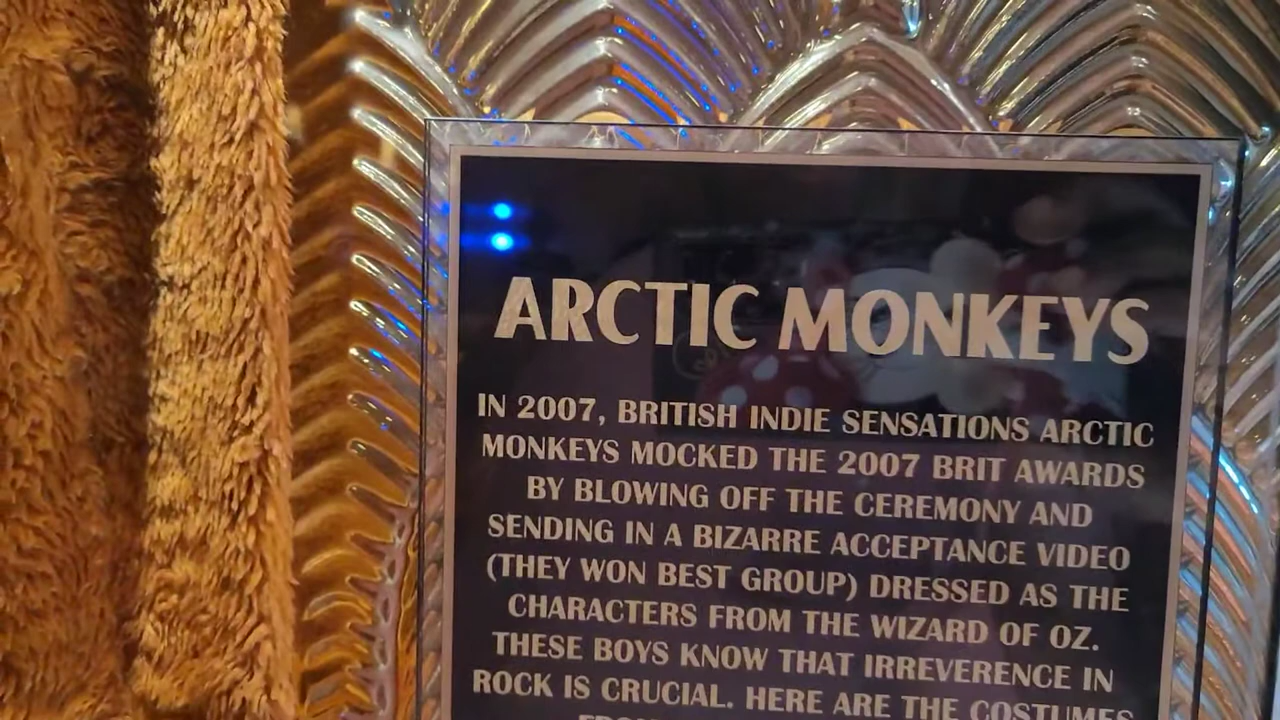 ARCTIC MONKEYS
IN 2007, BRITISH INDIE SENSATIONS ARCTIC
MONKEYS MOCKED THE 2007 BRIT AWARDS
BY BLOWING OFF THE CEREMONY AND
SENDING IN A BIZARRE ACCEPTANCE VIDEO
(THEY WON BEST GROUP) DRESSED AS THE
CHARACTERS FROM THE WIZARD OF OZ.
THESE BOYS KNOW THAT IRREVERENCE IN
ROCK IS CRUCIAL. HERE ARE THE COSTUMES